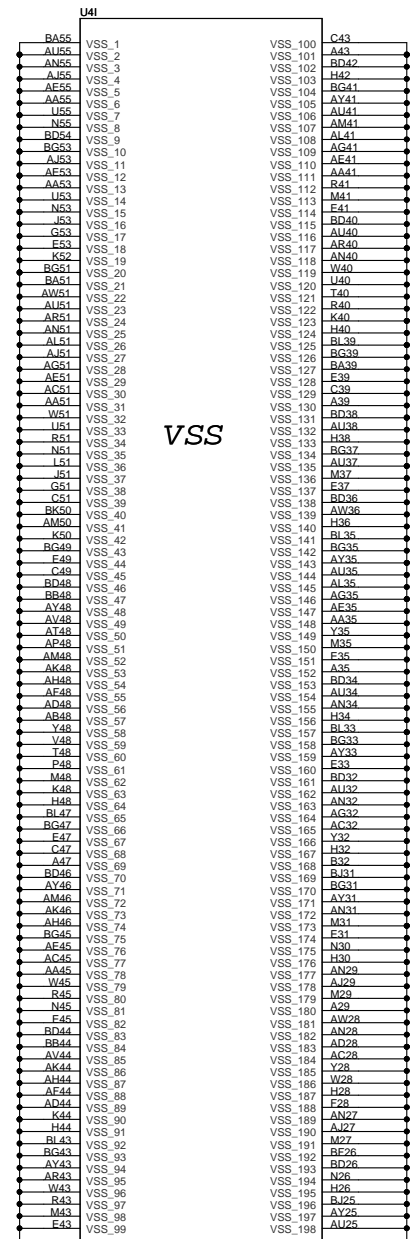 U4I
BA55 VSS_1 VSS_100 C43
AU55 VSS_2 VSS_101 A43
AN55 VSS_3 VSS_102 BD42
AJ55 VSS_4 VSS_103 H42
AE55 VSS_5 VSS_104 BG41
AA55 VSS_6 VSS_105 AY41
U55 VSS_7 VSS_106 AU41
N55 VSS_8 VSS_107 AM41
BD54 VSS_9 VSS_108 AL41
BG53 VSS_10 VSS_109 AG41
AJ53 VSS_11 VSS_110 AE41
AE53 VSS_12 VSS_111 AA41
AA53 VSS_13 VSS_112 R41
U53 VSS_14 VSS_113 M41
N53 VSS_15 VSS_114 E41
J53 VSS_16 VSS_115 BD40
G53 VSS_17 VSS_116 AU40
E53 VSS_18 VSS_117 AR40
K52 VSS_19 VSS_118 AN40
BG51 VSS_20 VSS_119 W40
BA51 VSS_21 VSS_120 U40
AW51 VSS_22 VSS_121 T40
AU51 VSS_23 VSS_122 R40
AR51 VSS_24 VSS_123 K40
AN51 VSS_25 VSS_124 H40
AL51 VSS_26 VSS_125 BL39
AJ51 VSS_27 VSS_126 BG39
AG51 VSS_28 VSS_127 BA39
AE51 VSS_29 VSS_128 E39
AC51 VSS_30 VSS_129 C39
AA51 VSS_31 VSS_130 A39
W51 VSS_32 VSS_131 BD38
U51 VSS_33 VSS VSS_132 AU38
R51 VSS_34 VSS_133 H38
N51 VSS_35 VSS_134 BG37
L51 VSS_36 VSS_135 AU37
J51 VSS_37 VSS_136 M37
G51 VSS_38 VSS_137 E37
C51 VSS_39 VSS_138 BD36
BK50 VSS_40 VSS_139 AW36
AM50 VSS_41 VSS_140 H36
K50 VSS_42 VSS_141 BL35
BG49 VSS_43 VSS_142 BG35
E49 VSS_44 VSS_143 AY35
C49 VSS_45 VSS_144 AU35
BD48 VSS_46 VSS_145 AL35
BB48 VSS_47 VSS_146 AG35
AY48 VSS_48 VSS_147 AE35
AV48 VSS_48 VSS_148 AA35
AT48 VSS_50 VSS_149 Y35
AP48 VSS_51 VSS_150 M35
AM48 VSS_52 VSS_151 E35
AK48 VSS_53 VSS_152 A35
AH48 VSS_54 VSS_153 BD34
AF48 VSS_55 VSS_154 AU34
AD48 VSS_56 VSS_155 AN34
AB48 VSS_57 VSS_156 H34
Y48 VSS_58 VSS_157 BL33
V48 VSS_59 VSS_158 BG33
T48 VSS_60 VSS_159 AY33
P48 VSS_61 VSS_160 E33
M48 VSS_62 VSS_161 BD32
K48 VSS_63 VSS_162 AU32
H48 VSS_64 VSS_163 AN32
BL47 VSS_65 VSS_164 AG32
BG47 VSS_66 VSS_165 AC32
E47 VSS_67 VSS_166 Y32
C47 VSS_68 VSS_167 H32
A47 VSS_69 VSS_168 B32
BD46 VSS_70 VSS_169 BJ31
AY46 VSS_71 VSS_170 BG31
AM46 VSS_72 VSS_171 AY31
AK46 VSS_73 VSS_172 AN31
AH46 VSS_74 VSS_173 M31
BG45 VSS_75 VSS_174 E31
AE45 VSS_76 VSS_175 N30
AC45 VSS_77 VSS_176 H30
AA45 VSS_78 VSS_177 AN29
W45 VSS_79 VSS_178 AJ29
R45 VSS_80 VSS_179 M29
N45 VSS_81 VSS_180 A29
E45 VSS_82 VSS_181 AW28
BD44 VSS_83 VSS_182 AN28
BB44 VSS_84 VSS_183 AD28
AV44 VSS_85 VSS_184 AC28
AK44 VSS_86 VSS_185 Y28
AH44 VSS_87 VSS_186 W28
AF44 VSS_88 VSS_187 H28
AD44 VSS_89 VSS_188 F28
K44 VSS_90 VSS_189 AN27
H44 VSS_91 VSS_190 AJ27
BL43 VSS_92 VSS_191 M27
BG43 VSS_93 VSS_192 BF26
AY43 VSS_94 VSS_193 BD26
AR43 VSS_95 VSS_194 N26
W43 VSS_96 VSS_195 H26
R43 VSS_97 VSS_196 BJ25
M43 VSS_98 VSS_197 AY25
E43 VSS_99 VSS_198 AU25